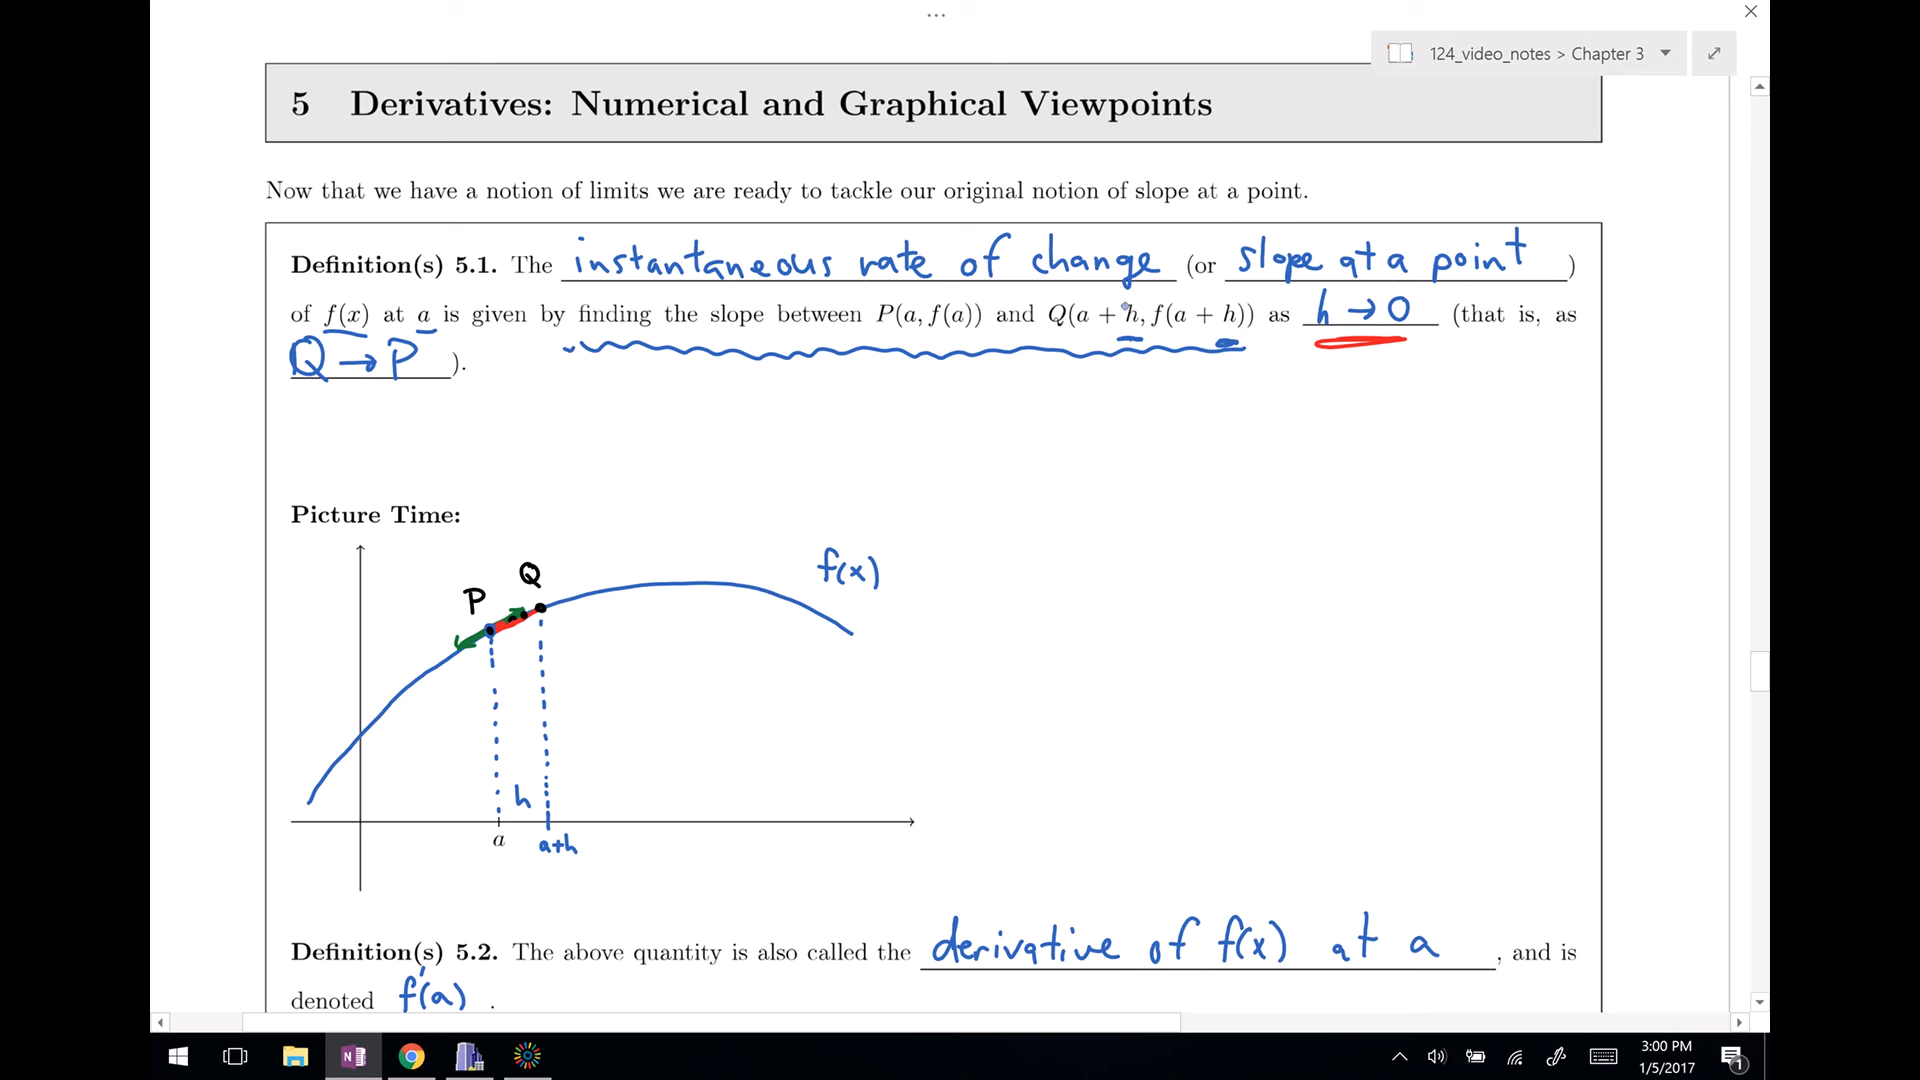 ...
124_video_notes > Chapter 3
5 Derivatives: Numerical and Graphical Viewpoints
Now that we have a notion of limits we are ready to tackle our original notion of slope at a point.
Definition(s) 5.1. The instantaneous rate of change (or slope at a point)
of f(x) at a is given by finding the slope between P(a, f(a)) and Q(a + h, f(a + h)) as h → 0 (that is, as
Q → P).
Picture Time:
f(x)
Q
P
h
a
a+h
Definition(s) 5.2. The above quantity is also called the derivative of f(x) at a, and is
denoted f'(a).
3:00 PM
1/5/2017
1